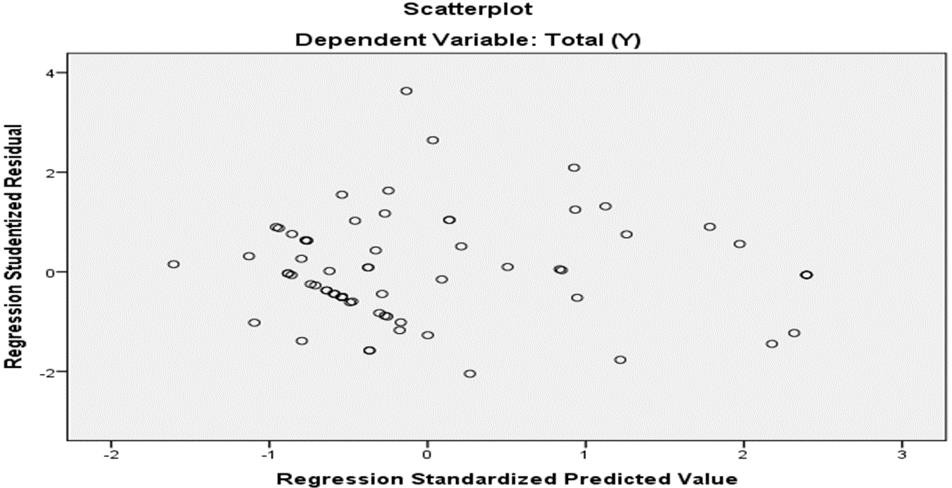 Scatterplot
Dependent Variable: Total (Y)
Regression Studentized Residual
4
2
0
-2
-2
-1
0
1
2
3
Regression Standardized Predicted Value